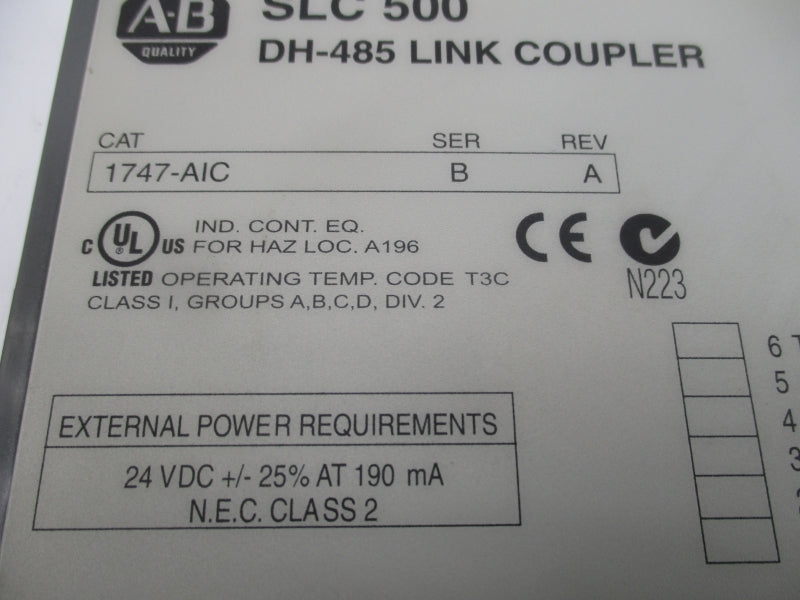 A-B
QUALITY
SLC 500
DH-485 LINK COUPLER
CAT SER REV
1747-AIC B A
C UL ® US
LISTED
IND. CONT. EQ.
FOR HAZ LOC. A196
OPERATING TEMP. CODE T3C
CLASS I, GROUPS A,B,C,D, DIV. 2
CE
N223
EXTERNAL POWER REQUIREMENTS
24 VDC +/- 25% AT 190 mA
N.E.C. CLASS 2
6
5
4
3